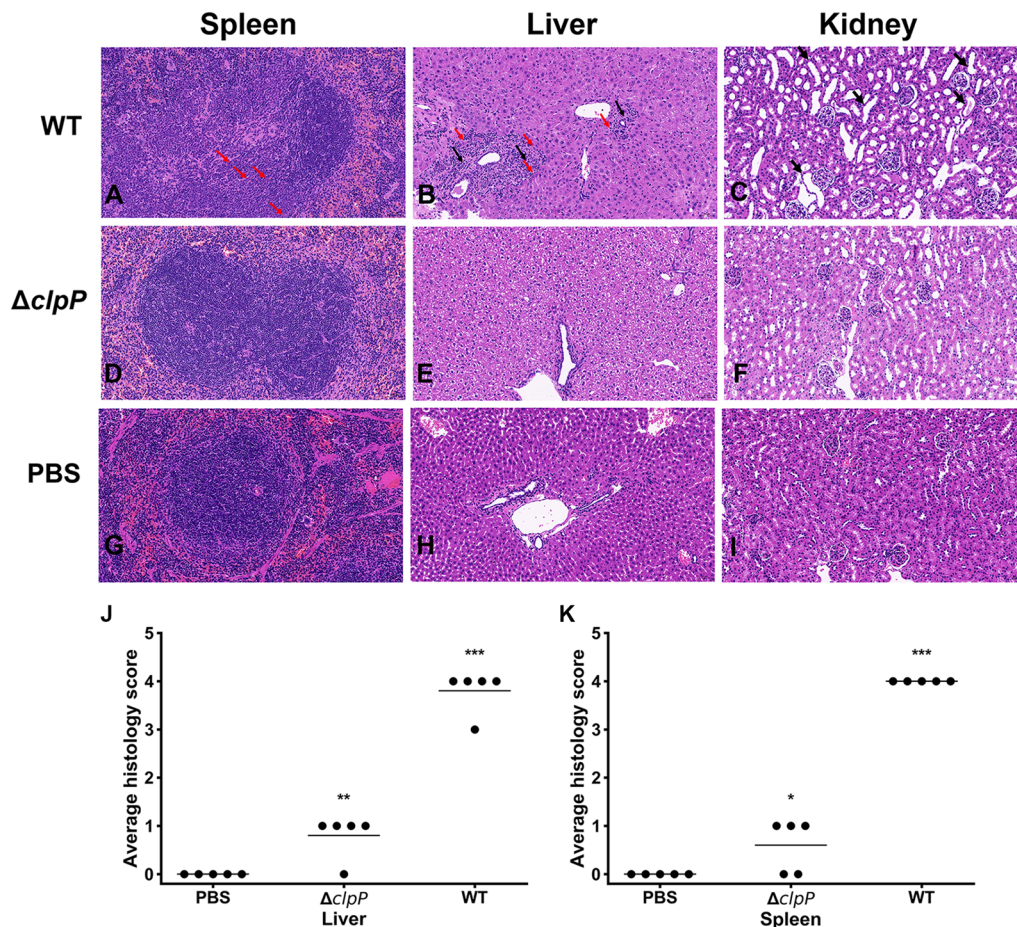 Spleen Liver Kidney
WT
A B C
ΔclpP
D E F
PBS
G H I
J K
5 5
4 4
3 3
2 2
1 1
0 0
Average histology score Average histology score
*** ***
** *
PBS ΔclpP WT PBS ΔclpP WT
Liver Spleen